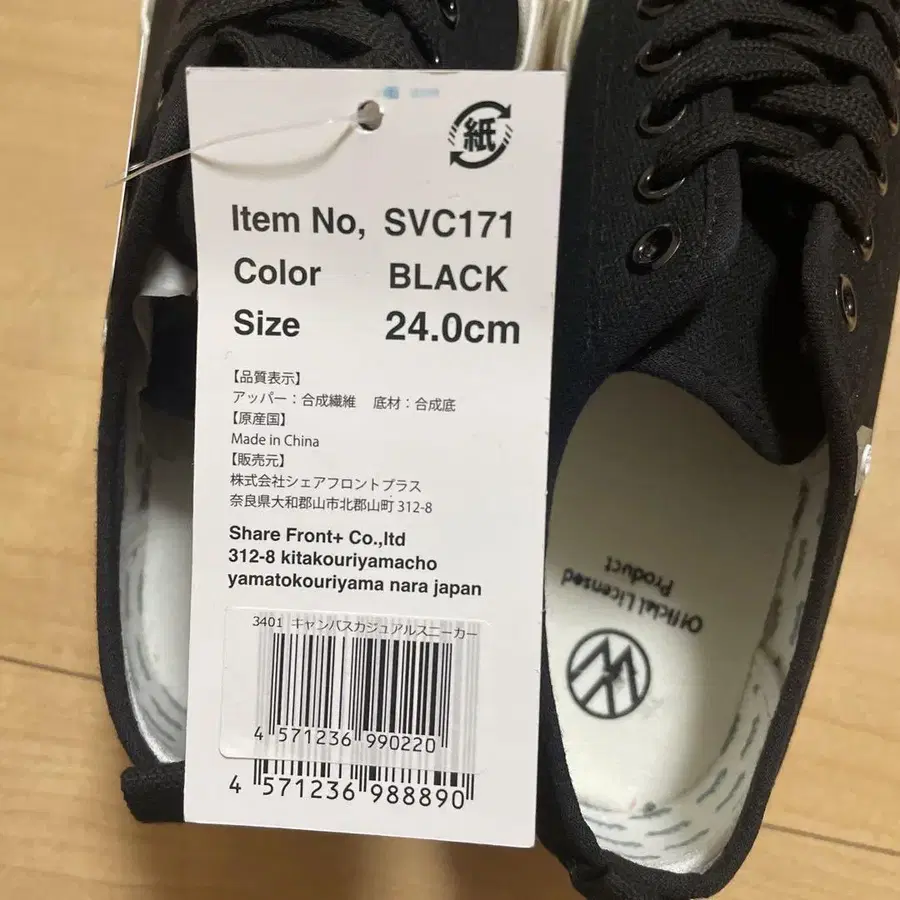 紙
Item No, SVC171
Color BLACK
Size 24.0cm
【品質表示】
アッパー：合成繊維 底材：合成底
【原産国】
Made in China
【販売元】
株式会社シェアフロントプラス
奈良県大和郡山市北郡山町 312-8
Share Front+ Co.,ltd
312-8 kitakouriyamacho
yamatokouriyama nara japan
3401 キャンバスカジュアルスニーカー
4 571236 990220
4 571236 988890
Official Licensed
Product